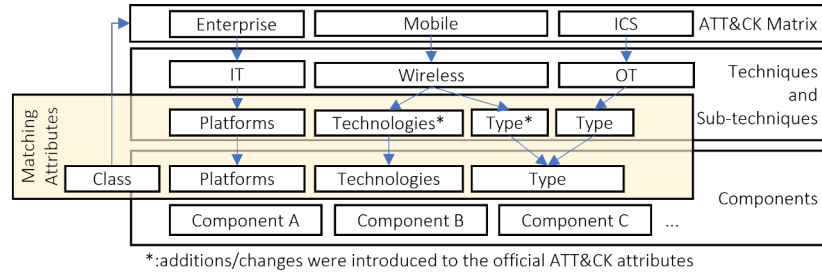 Enterprise Mobile ICS ATT&CK Matrix
IT Wireless OT Techniques
and
Sub-techniques
Matching
Attributes
Platforms Technologies* Type* Type
Class Platforms Technologies Type
Components
Component A Component B Component C ...
*:additions/changes were introduced to the official ATT&CK attributes